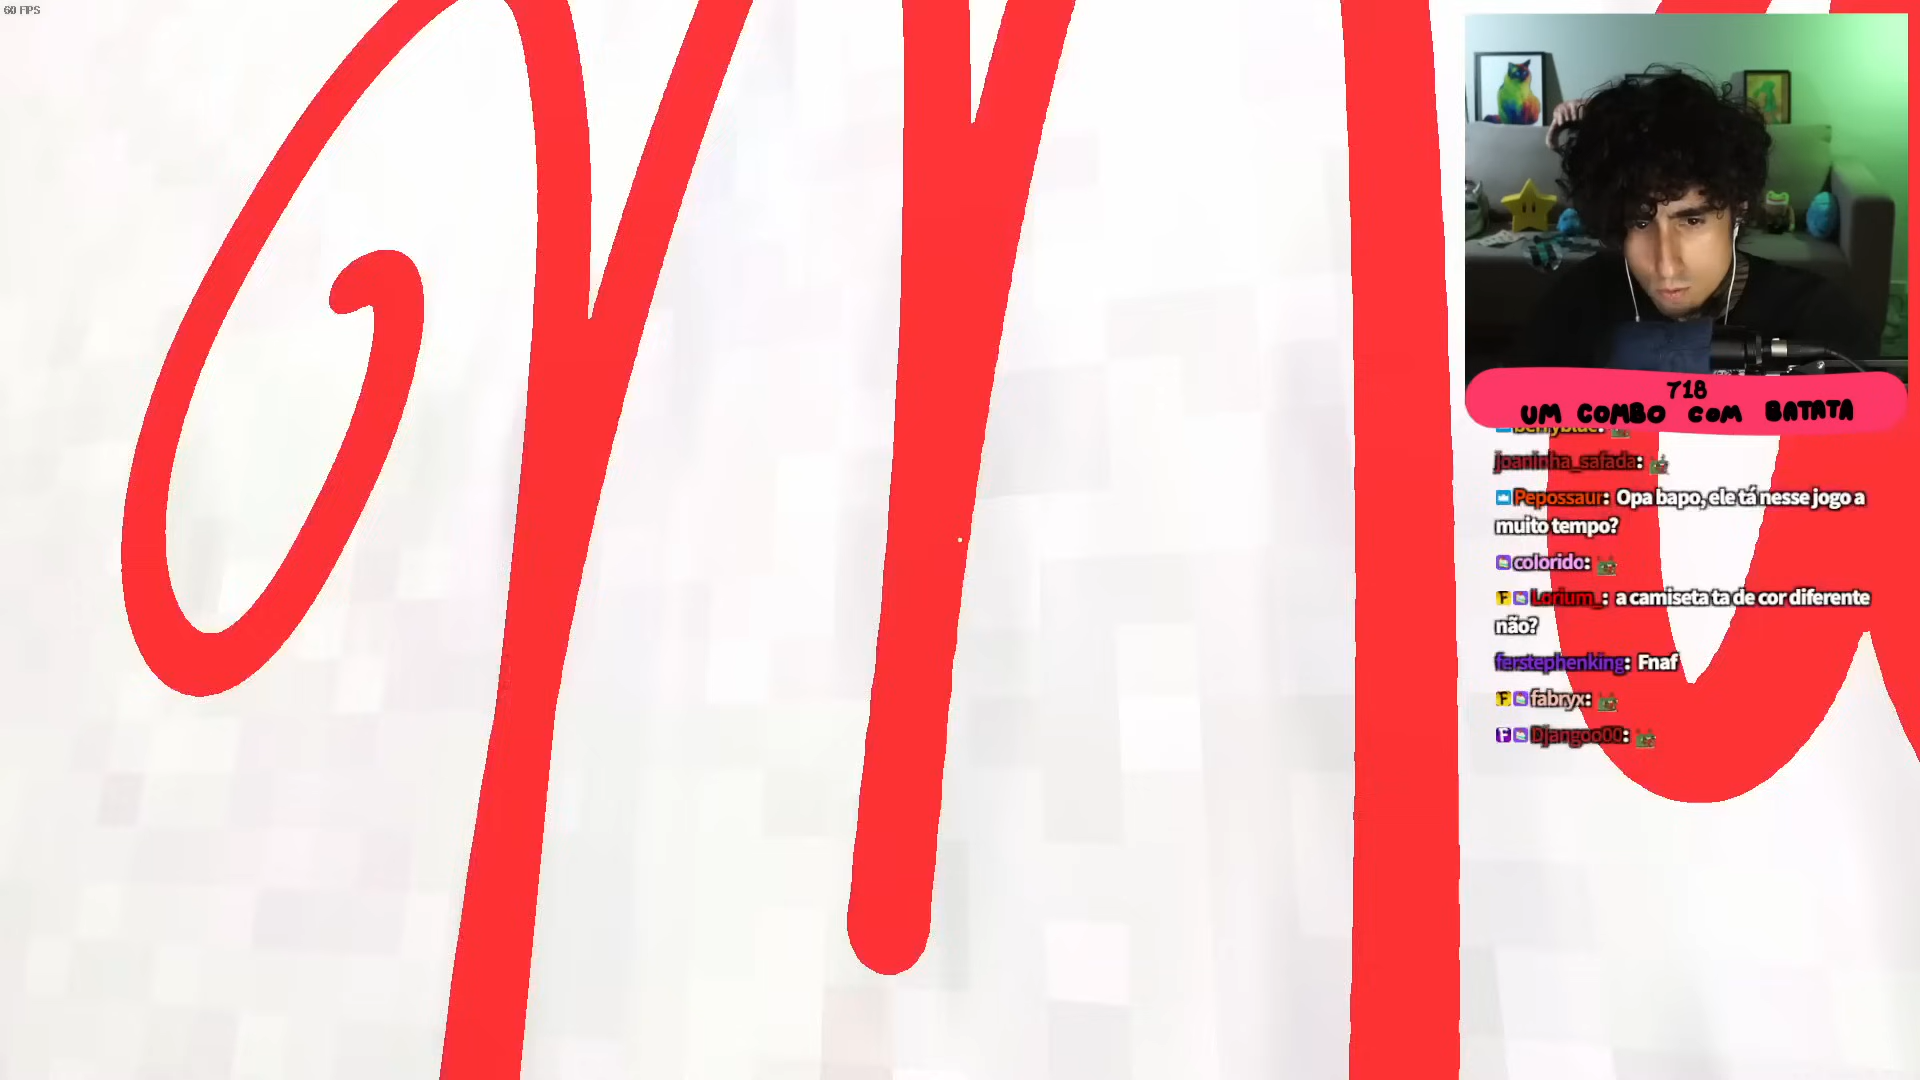 60 FPS
718
UM COMBO COM BATATA
berryblue:
joaninha_safada:
Pepossaur: Opa bapo, ele tá nesse jogo a
muito tempo?
colorido:
Lorium_: a camiseta ta de cor diferente
não?
ferstephenking: Fnaf
fabryx:
Djangoo00: